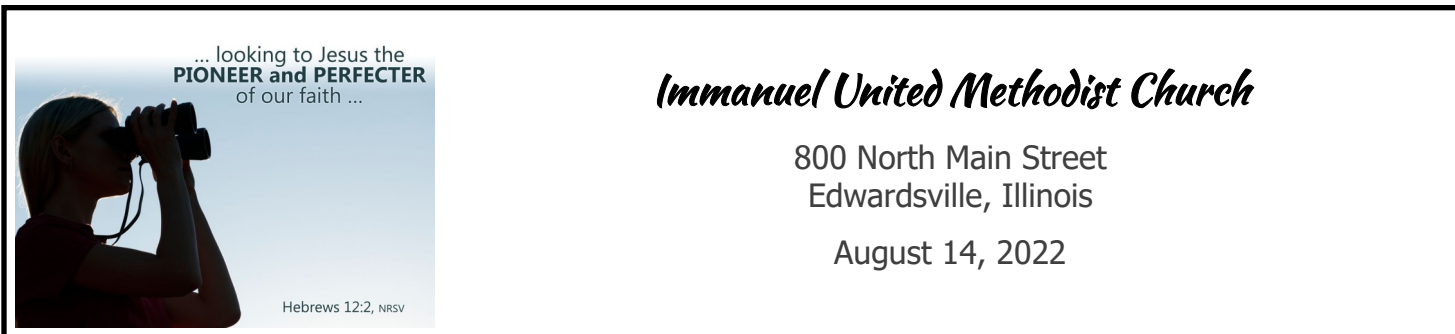 ... looking to Jesus the
PIONEER and PERFECTER
of our faith ...
Hebrews 12:2, NRSV
Immanuel United Methodist Church
800 North Main Street
Edwardsville, Illinois
August 14, 2022